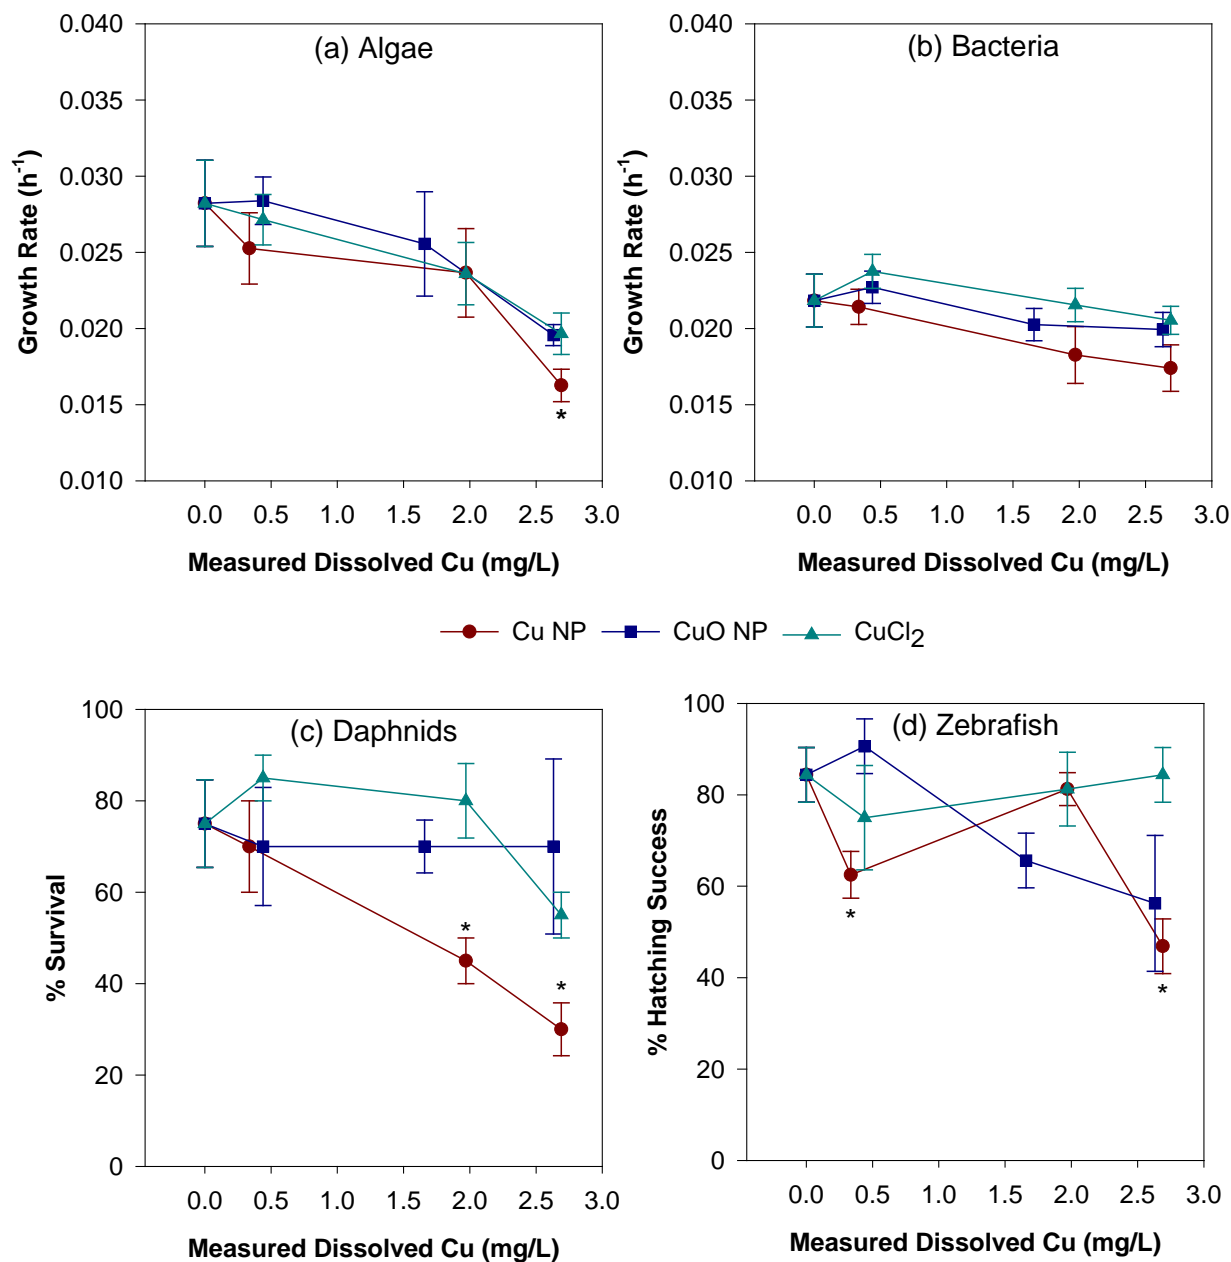 (a) Algae
0.040
0.035
0.030
0.025
0.020
0.015
0.010
Growth Rate (h⁻¹)
*
0.0 0.5 1.0 1.5 2.0 2.5 3.0
Measured Dissolved Cu (mg/L)
(b) Bacteria
0.040
0.035
0.030
0.025
0.020
0.015
0.010
Growth Rate (h⁻¹)
0.0 0.5 1.0 1.5 2.0 2.5 3.0
Measured Dissolved Cu (mg/L)
Cu NP CuO NP CuCl₂
(c) Daphnids
100
80
60
40
20
0
% Survival
*
*
0.0 0.5 1.0 1.5 2.0 2.5 3.0
Measured Dissolved Cu (mg/L)
(d) Zebrafish
100
80
60
40
20
0
% Hatching Success
*
*
0.0 0.5 1.0 1.5 2.0 2.5 3.0
Measured Dissolved Cu (mg/L)